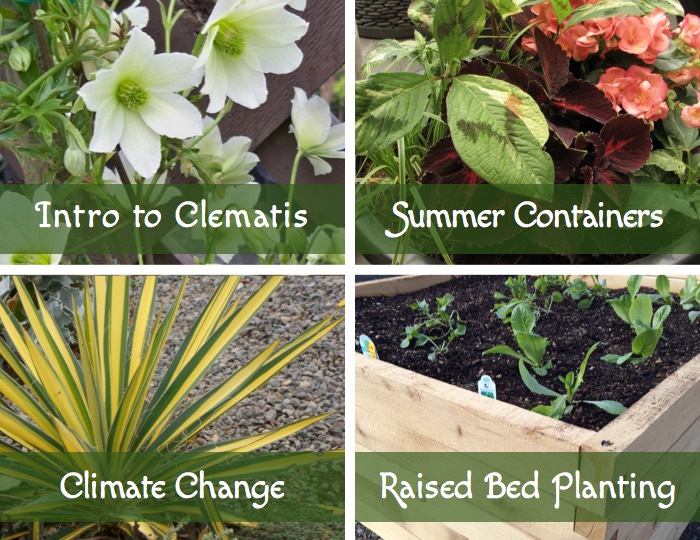 Intro to Clematis
Summer Containers
Climate Change
Raised Bed Planting